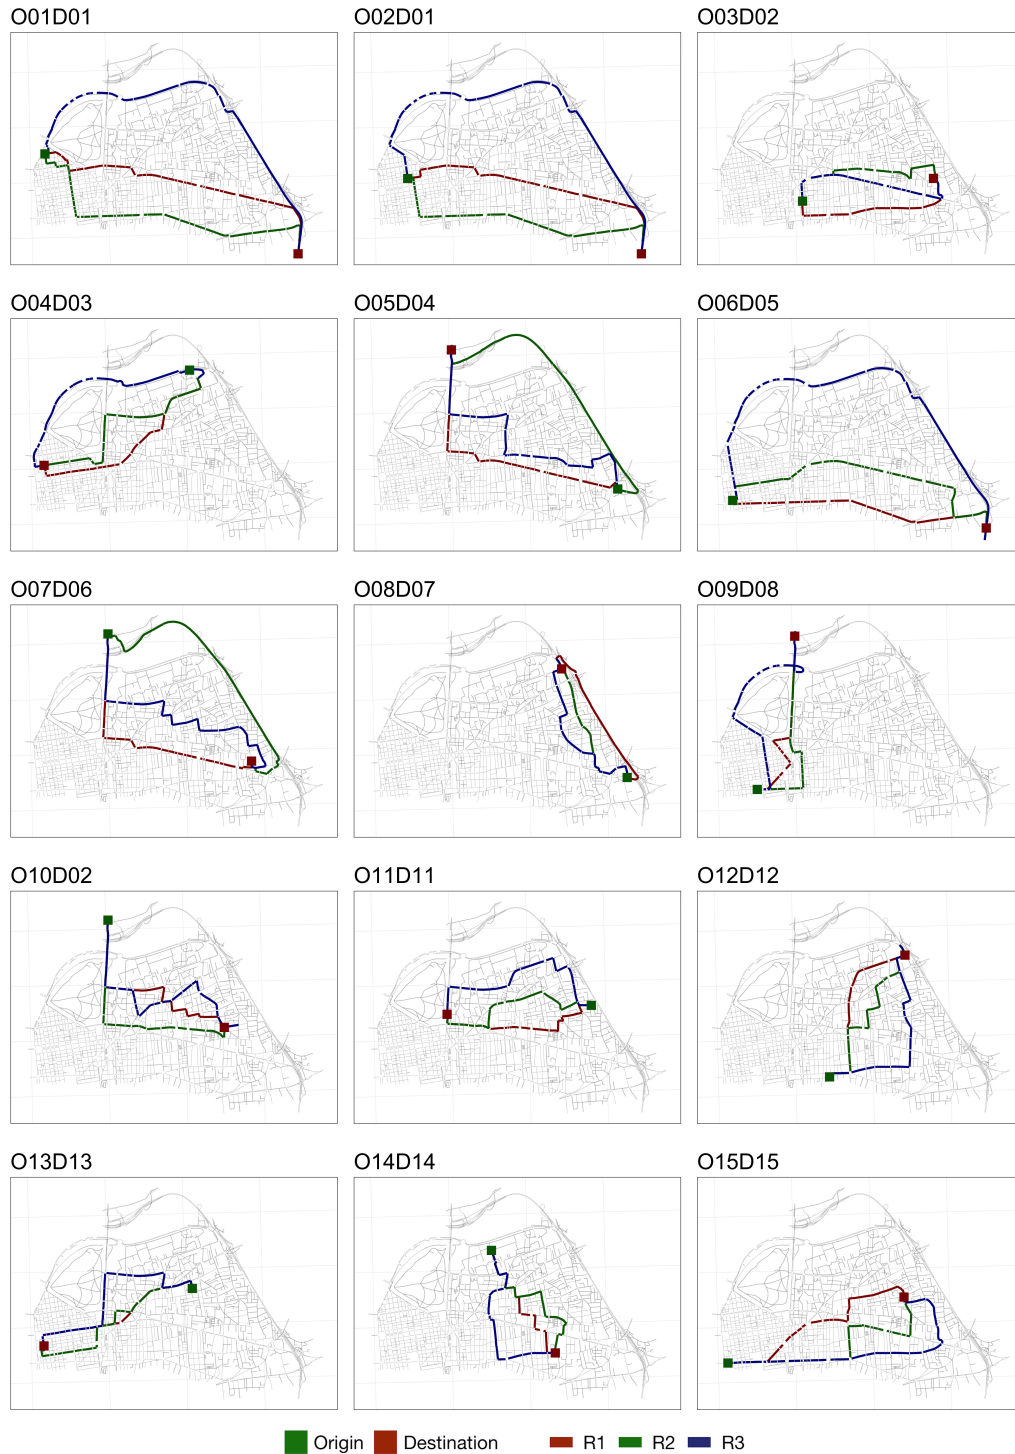 O01D01 O02D01 O03D02
O04D03 O05D04 O06D05
O07D06 O08D07 O09D08
O10D02 O11D11 O12D12
O13D13 O14D14 O15D15
Origin Destination R1 R2 R3